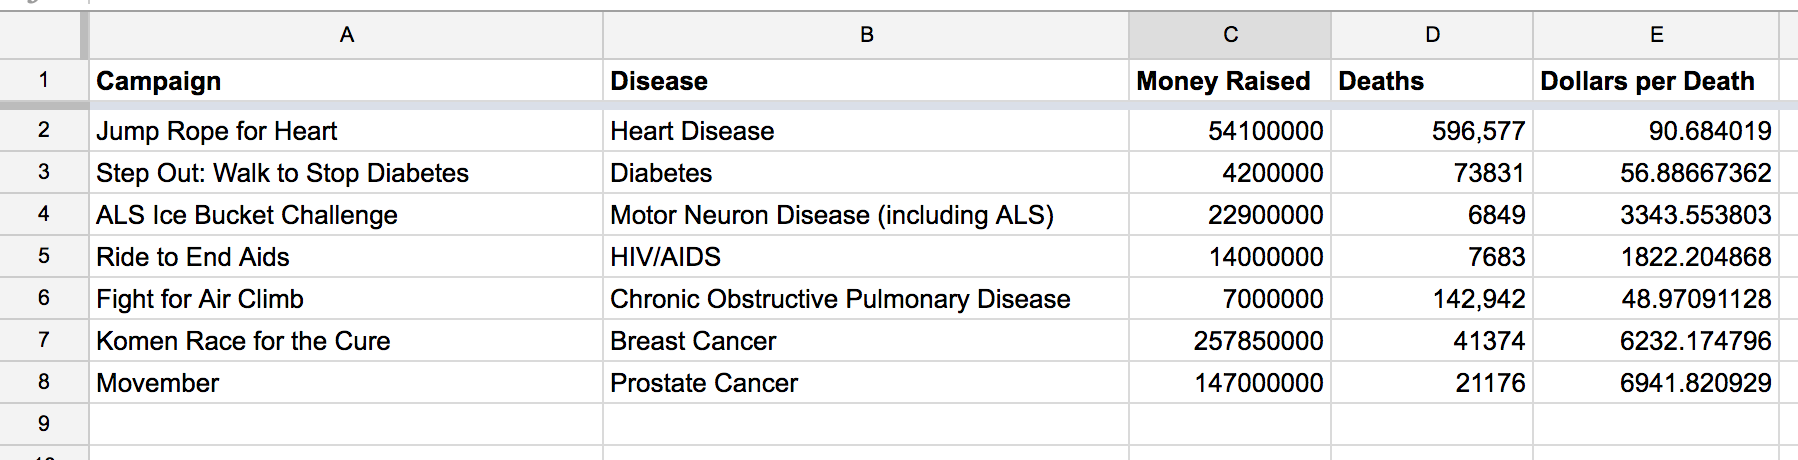 A B C D E
1 Campaign Disease Money Raised Deaths Dollars per Death
2 Jump Rope for Heart Heart Disease 54100000 596,577 90.684019
3 Step Out: Walk to Stop Diabetes Diabetes 4200000 73831 56.88667362
4 ALS Ice Bucket Challenge Motor Neuron Disease (including ALS) 22900000 6849 3343.553803
5 Ride to End Aids HIV/AIDS 14000000 7683 1822.204868
6 Fight for Air Climb Chronic Obstructive Pulmonary Disease 7000000 142,942 48.97091128
7 Komen Race for the Cure Breast Cancer 257850000 41374 6232.174796
8 Movember Prostate Cancer 147000000 21176 6941.820929
9